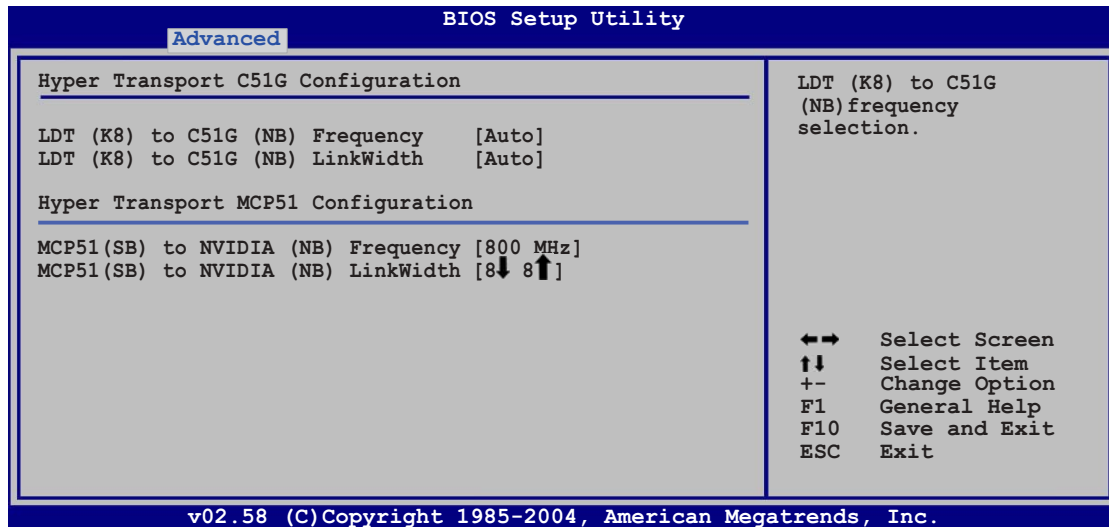 BIOS Setup Utility
Advanced
Hyper Transport C51G Configuration
LDT (K8) to C51G (NB) Frequency [Auto]
LDT (K8) to C51G (NB) LinkWidth [Auto]
Hyper Transport MCP51 Configuration
MCP51(SB) to NVIDIA (NB) Frequency [800 MHz]
MCP51(SB) to NVIDIA (NB) LinkWidth [8⬇ 8⬆]
LDT (K8) to C51G
(NB)frequency
selection.
←→ Select Screen
↑↓ Select Item
+- Change Option
F1 General Help
F10 Save and Exit
ESC Exit
v02.58 (C)Copyright 1985-2004, American Megatrends, Inc.